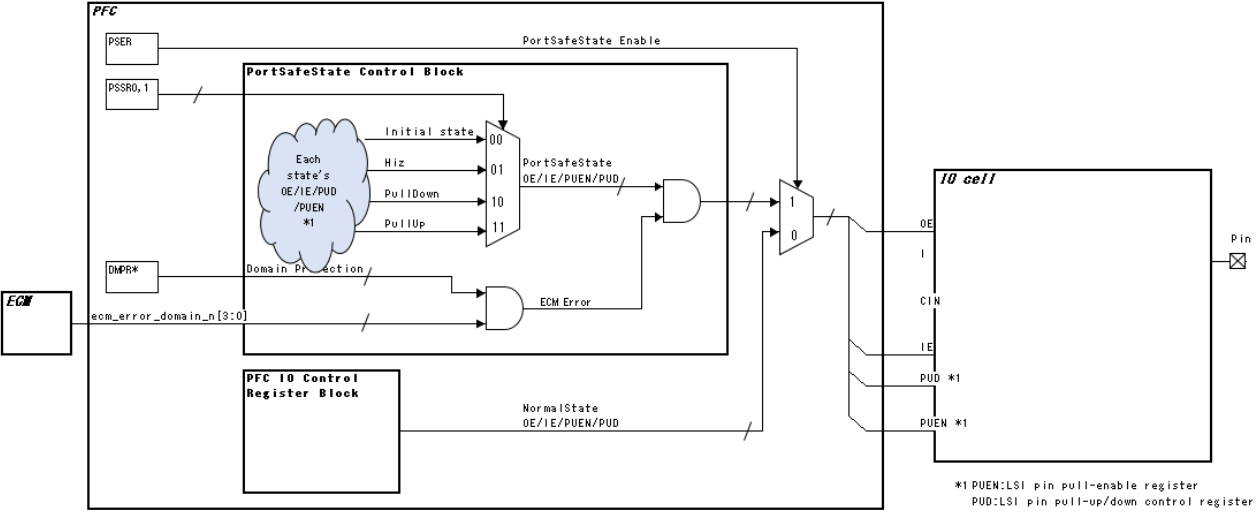 PFC
PSER
PortSafeState Enable
PSSR0,1
PortSafeState Control Block
Initial state
00
Each
state's
OE/IE/PUD
/PUEN
*1
Hiz
01
PortSafeState
OE/IE/PUEN/PUD
PullDown
10
PullUp
11
1
0
IO cell
OE
I
CIN
IE
PUD *1
PUEN *1
Pin
DMPR*
Domain Protection
ECM
ecm_error_domain_n[3:0]
ECM Error
PFC IO Control
Register Block
NormalState
OE/IE/PUEN/PUD
*1 PUEN:LSI pin pull-enable register
PUD:LSI pin pull-up/down control register